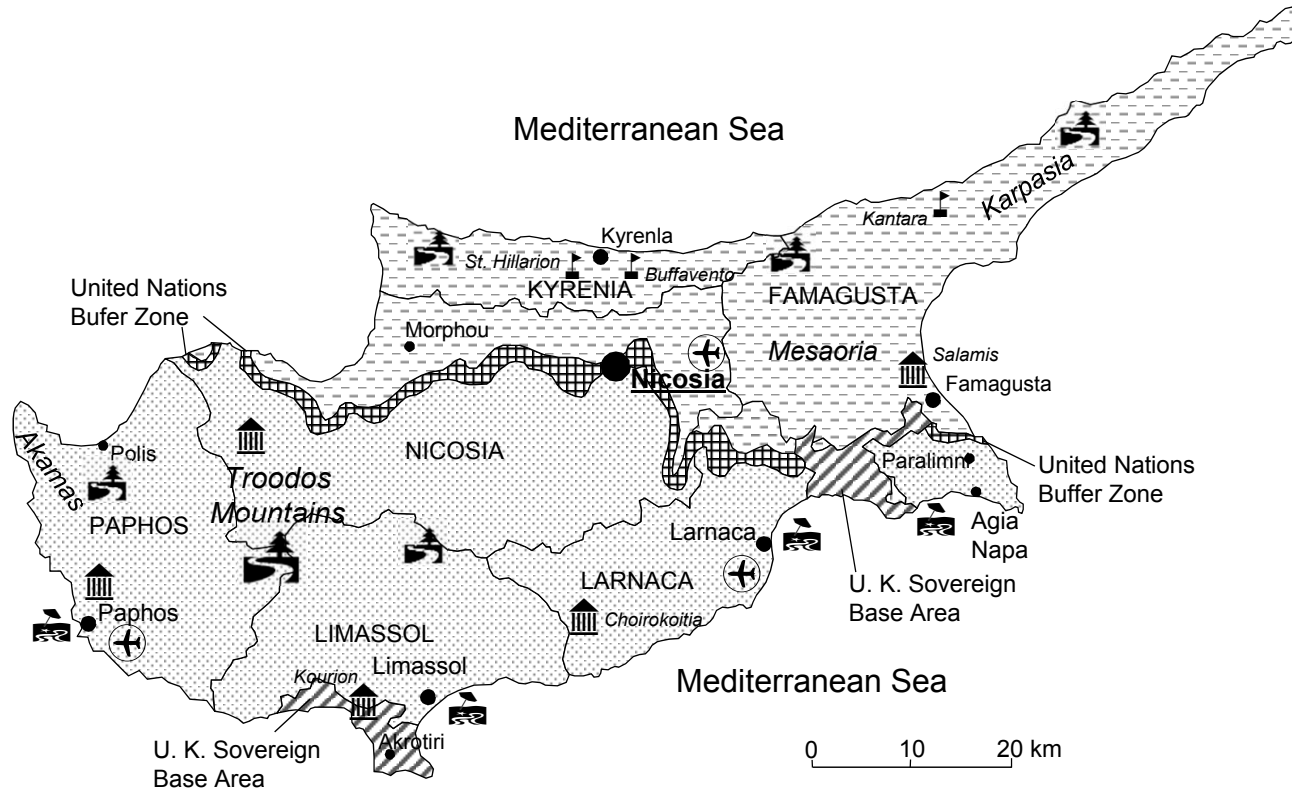 Mediterranean Sea
Karpasia
Kantara
Kyrenla
St. Hillarion
Buffavento
KYRENIA
FAMAGUSTA
United Nations
Bufer Zone
Morphou
Mesaoria
Salamis
Nicosia
Famagusta
Akamas
Polis
NICOSIA
Paralimni
United Nations
Buffer Zone
Troodos
Mountains
PAPHOS
Larnaca
Agia
Napa
LARNACA
U. K. Sovereign
Base Area
Paphos
Choirokoitia
LIMASSOL
Limassol
Kourion
Mediterranean Sea
Akrotiri
U. K. Sovereign
Base Area
0 10 20 km